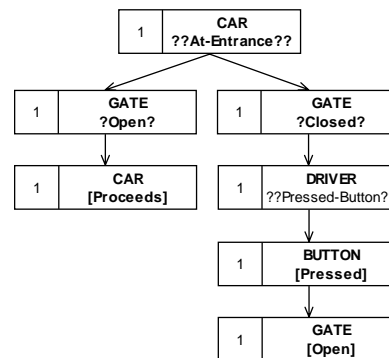 1
CAR
??At-Entrance??
1
GATE
?Open?
1
GATE
?Closed?
1
CAR
[Proceeds]
1
DRIVER
??Pressed-Button?
1
BUTTON
[Pressed]
1
GATE
[Open]